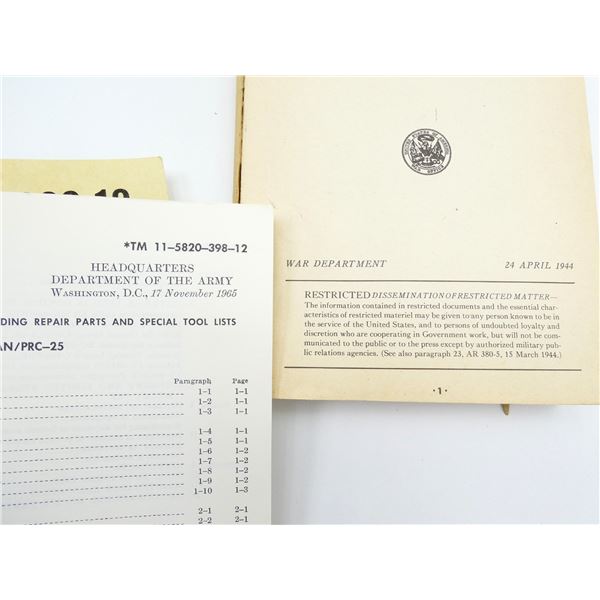 *TM 11–5820–398–12
HEADQUARTERS
DEPARTMENT OF THE ARMY
WASHINGTON, D.C., 17 November 1965
DING REPAIR PARTS AND SPECIAL TOOL LISTS
AN/PRC–25
Paragraph Page
1–1 1–1
1–2 1–1
1–3 1–1
1–4 1–1
1–5 1–1
1–6 1–2
1–7 1–2
1–8 1–2
1–9 1–2
1–10 1–3
2–1 2–1
2–2 2–1
WAR DEPARTMENT 24 APRIL 1944
RESTRICTED DISSEMINATION OF RESTRICTED MATTER—
The information contained in restricted documents and the essential char-
acteristics of restricted materiel may be given to any person known to be in
the service of the United States, and to persons of undoubted loyalty and
discretion who are cooperating in Government work, but will not be com-
municated to the public or to the press except by authorized military pub-
lic relations agencies. (See also paragraph 23, AR 380-5, 15 March 1944.)
· 1 ·